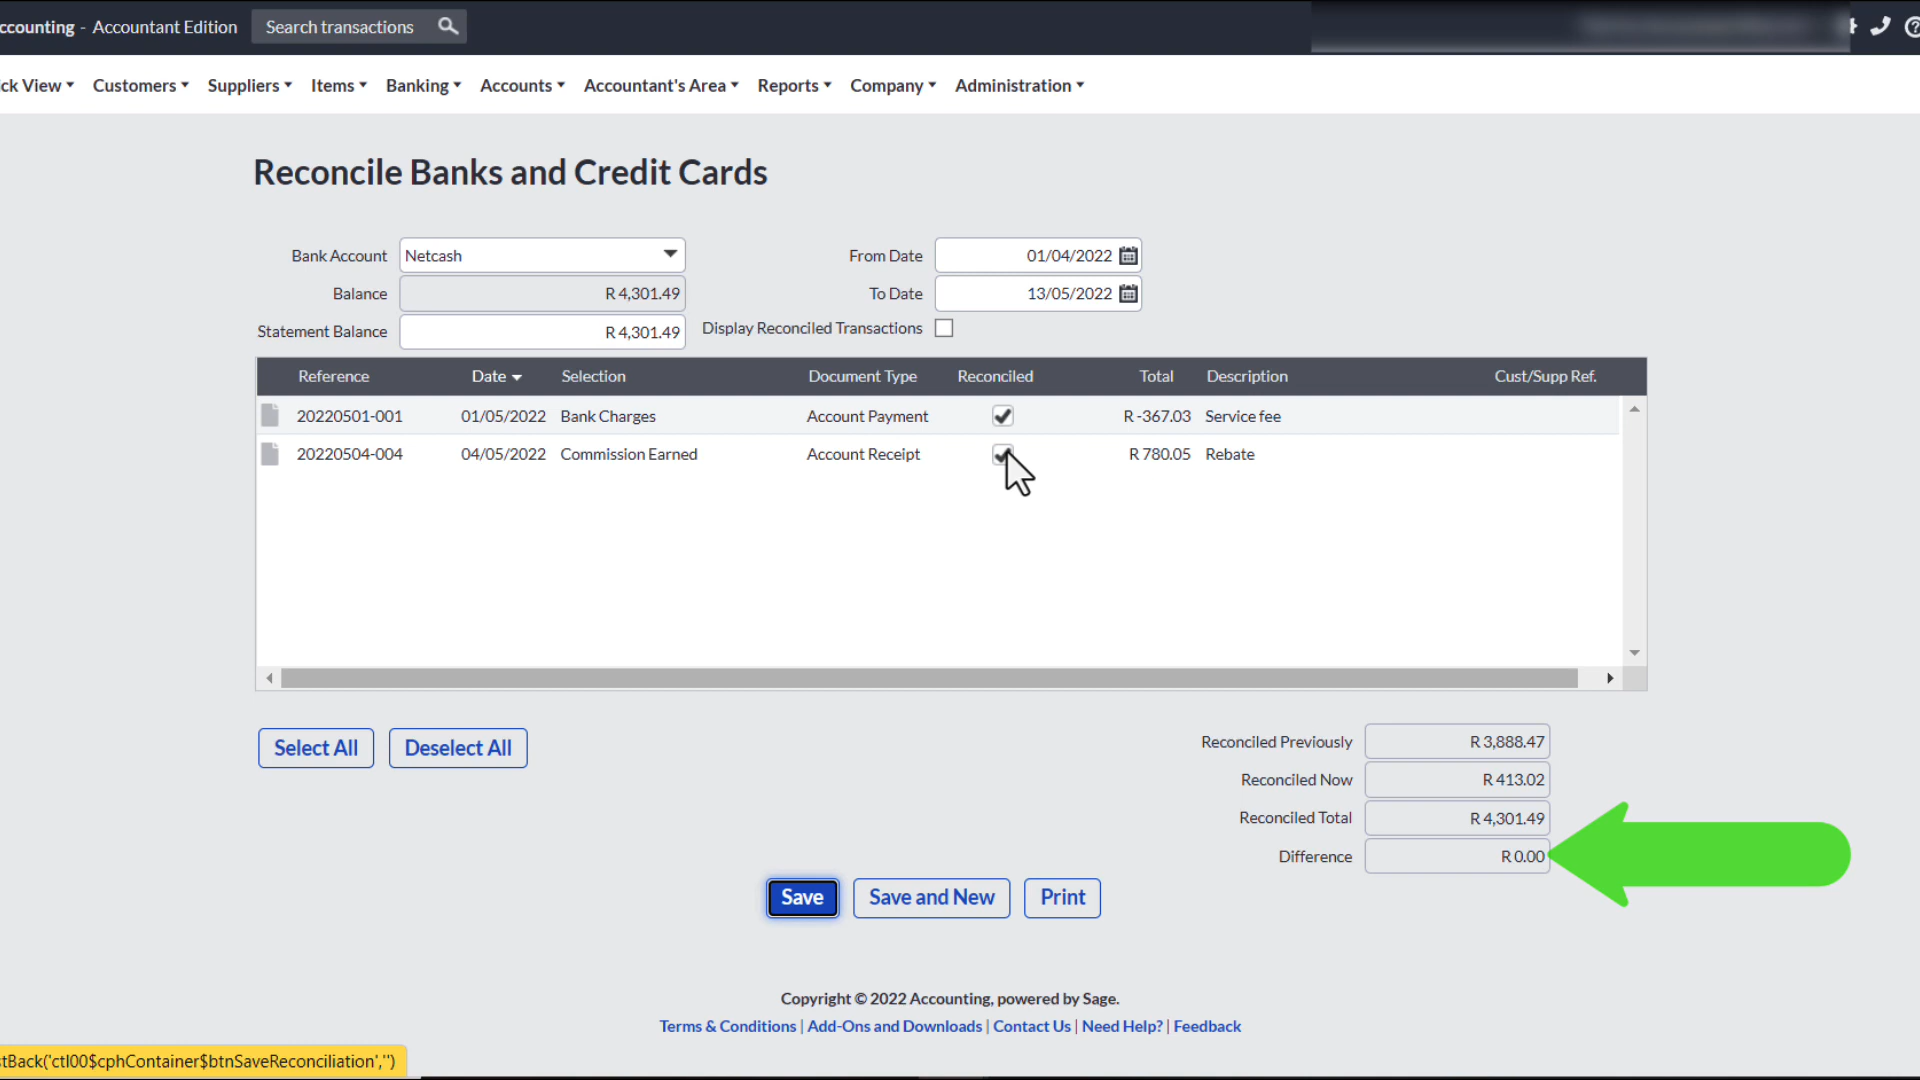 ccounting - Accountant Edition Search transactions
ck View Customers Suppliers Items Banking Accounts Accountant's Area Reports Company Administration
Reconcile Banks and Credit Cards
Bank Account Netcash From Date 01/04/2022
Balance R 4,301.49 To Date 13/05/2022
Statement Balance R 4,301.49 Display Reconciled Transactions
Reference Date Selection Document Type Reconciled Total Description Cust/Supp Ref.
20220501-001 01/05/2022 Bank Charges Account Payment R -367.03 Service fee
20220504-004 04/05/2022 Commission Earned Account Receipt R 780.05 Rebate
Select All Deselect All
Reconciled Previously R 3,888.47
Reconciled Now R 413.02
Reconciled Total R 4,301.49
Difference R 0.00
Save Save and New Print
Copyright © 2022 Accounting, powered by Sage.
Terms & Conditions | Add-Ons and Downloads | Contact Us | Need Help? | Feedback
tBack('ctl00$cphContainer$btnSaveReconciliation','')